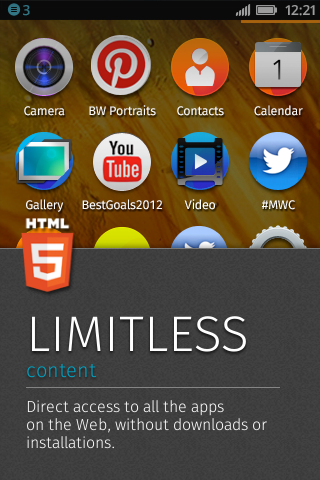 3 12:21
Camera BW Portraits Contacts Calendar
1
You
Tube
Gallery BestGoals2012 Video #MWC
HTML
5
LIMITLESS
content
Direct access to all the apps
on the Web, without downloads or
installations.